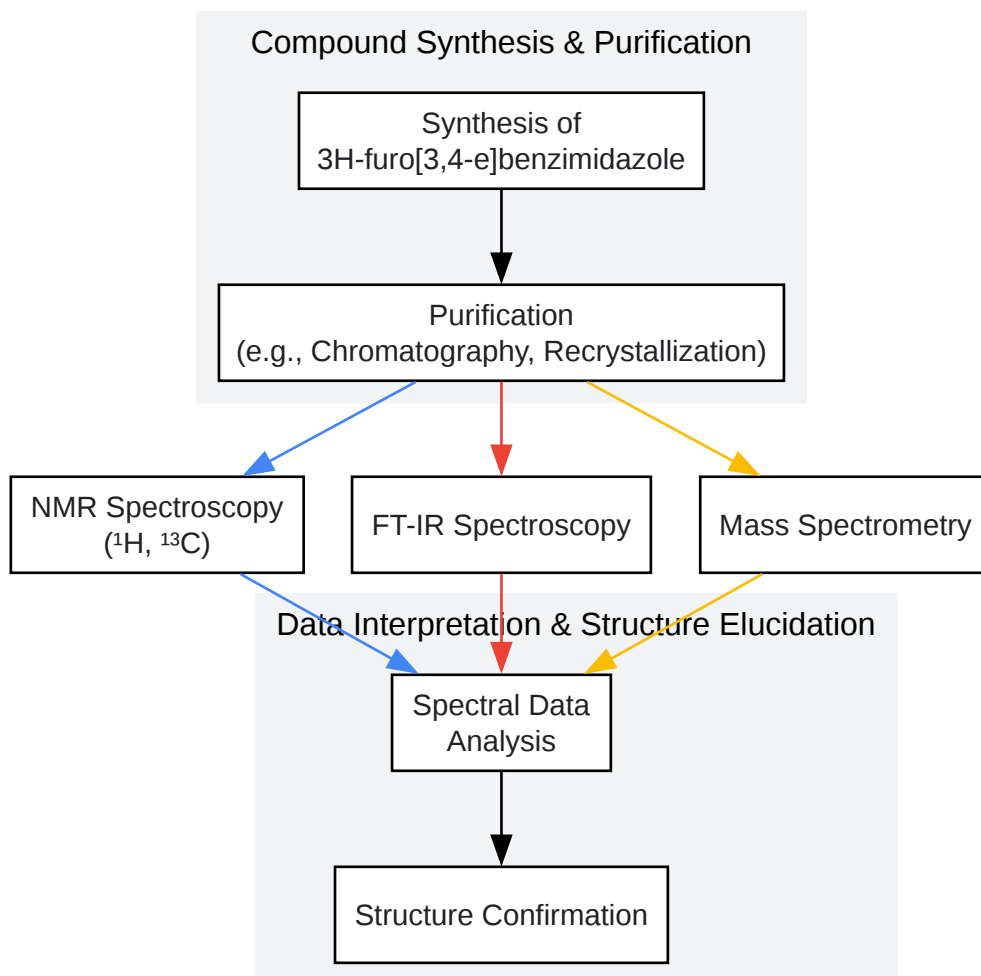 Compound Synthesis & Purification
Synthesis of
3H-furo[3,4-e]benzimidazole
Purification
(e.g., Chromatography, Recrystallization)
NMR Spectroscopy
(¹H, ¹³C)
FT-IR Spectroscopy
Mass Spectrometry
Data Interpretation & Structure Elucidation
Spectral Data
Analysis
Structure Confirmation